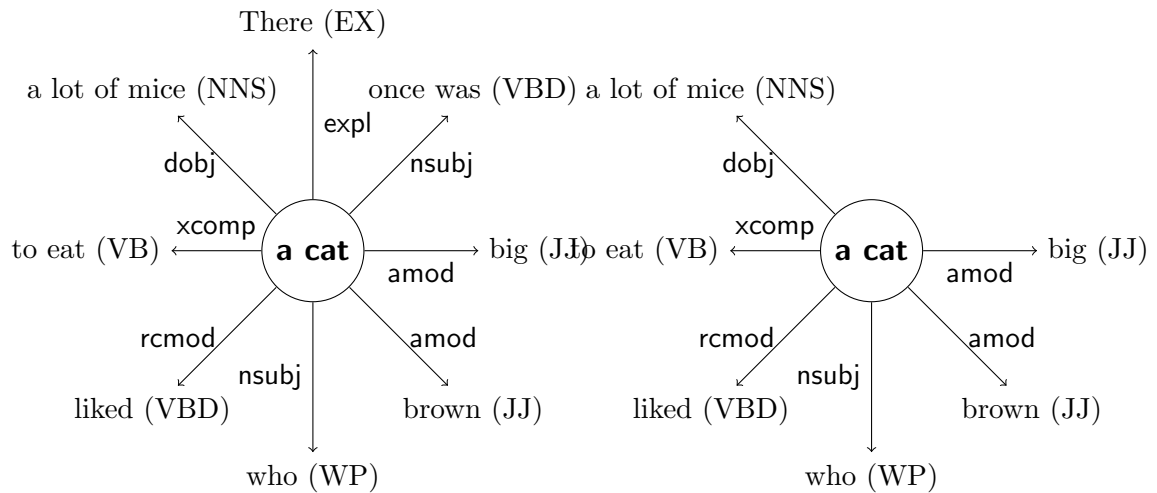 There (EX)
a lot of mice (NNS)
once was (VBD)
expl
dobj
nsubj
xcomp
to eat (VB)
a cat
big (JJ)
amod
rcmod
amod
nsubj
liked (VBD)
brown (JJ)
who (WP)
a lot of mice (NNS)
dobj
xcomp
to eat (VB)
a cat
big (JJ)
amod
rcmod
amod
nsubj
liked (VBD)
brown (JJ)
who (WP)